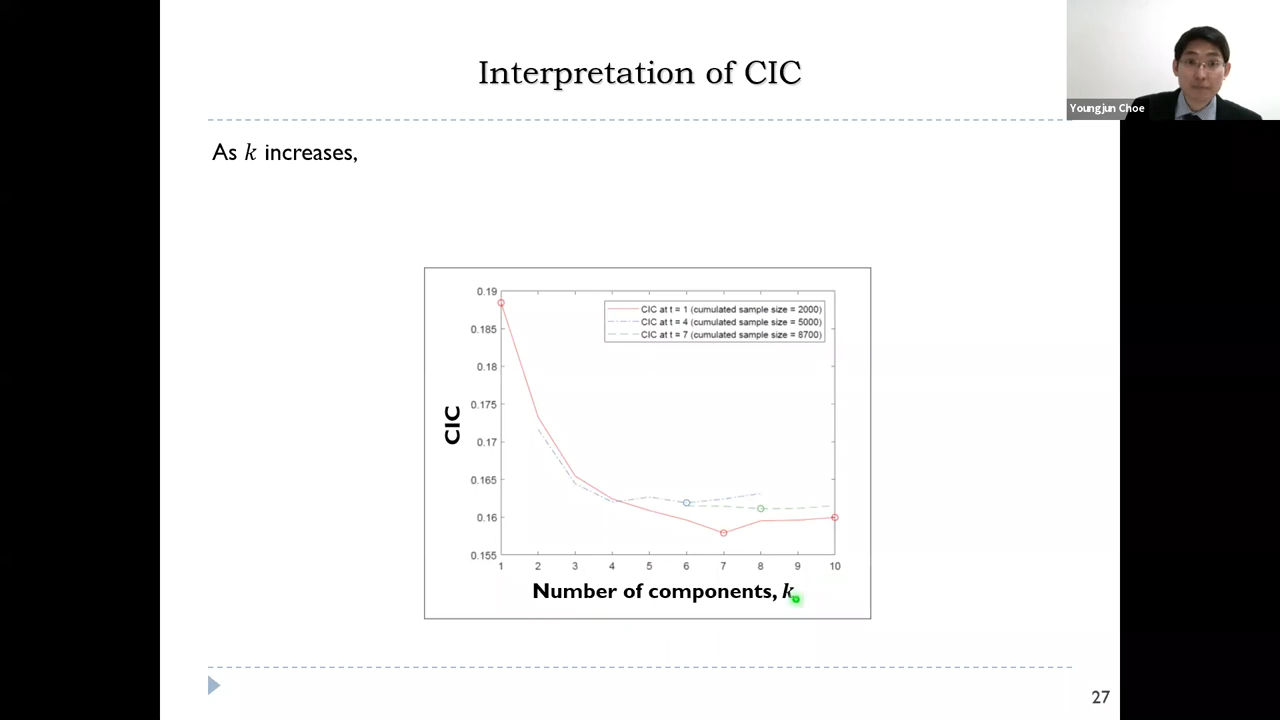 Interpretation of CIC
Youngjun Choe
As k increases,
0.19
0.185
0.18
0.175
0.17
0.165
0.16
0.155
CIC
CIC at t = 1 (cumulated sample size = 2000)
CIC at t = 4 (cumulated sample size = 5000)
CIC at t = 7 (cumulated sample size = 8700)
1 2 3 4 5 6 7 8 9 10
Number of components, k
27